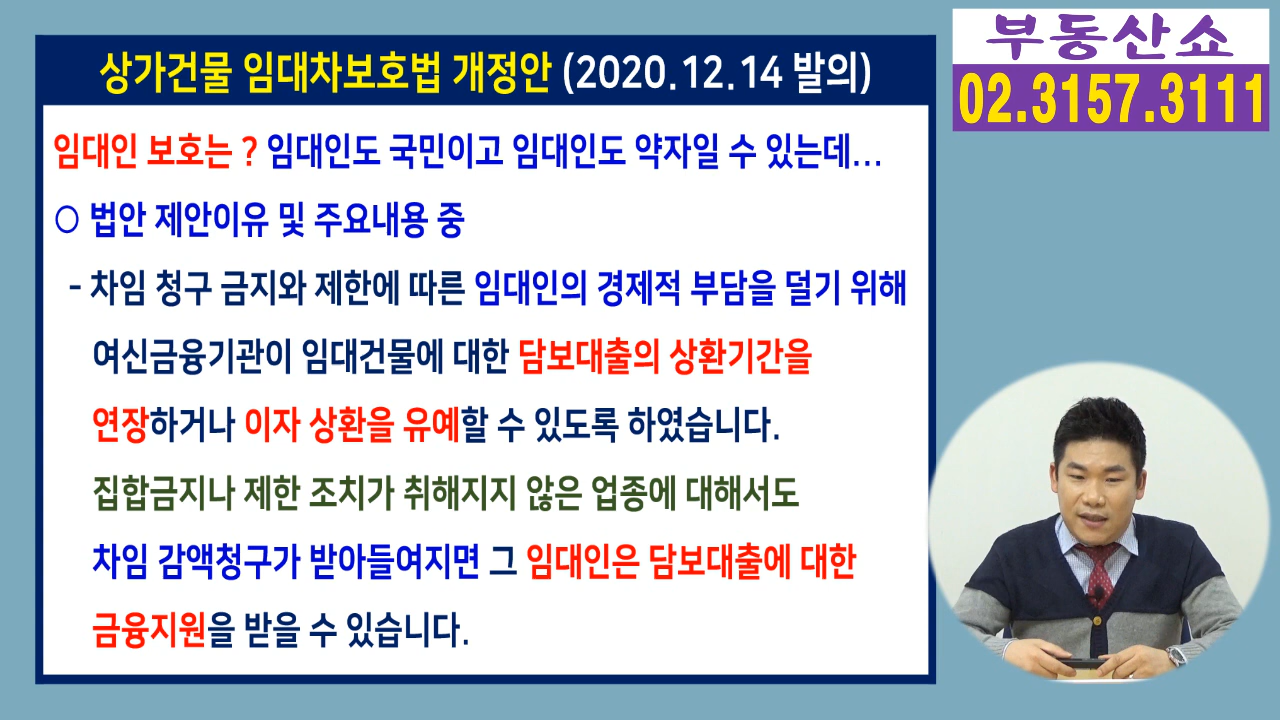 상가건물 임대차보호법 개정안 (2020.12.14 발의)
부동산쇼
02.3157.3111
임대인 보호는 ? 임대인도 국민이고 임대인도 약자일 수 있는데...
○ 법안 제안이유 및 주요내용 중
- 차임 청구 금지와 제한에 따른 임대인의 경제적 부담을 덜기 위해
여신금융기관이 임대건물에 대한 담보대출의 상환기간을
연장하거나 이자 상환을 유예할 수 있도록 하였습니다.
집합금지나 제한 조치가 취해지지 않은 업종에 대해서도
차임 감액청구가 받아들여지면 그 임대인은 담보대출에 대한
금융지원을 받을 수 있습니다.